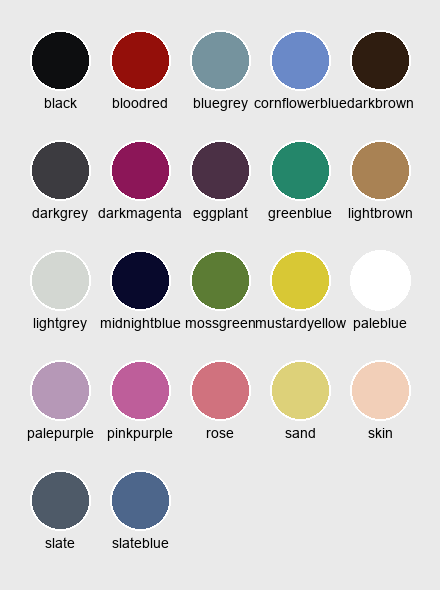 black bloodred bluegrey cornflowerblue darkbrown
darkgrey darkmagenta eggplant greenblue lightbrown
lightgrey midnightblue mossgreen mustardyellow paleblue
palepurple pinkpurple rose sand skin
slate slateblue